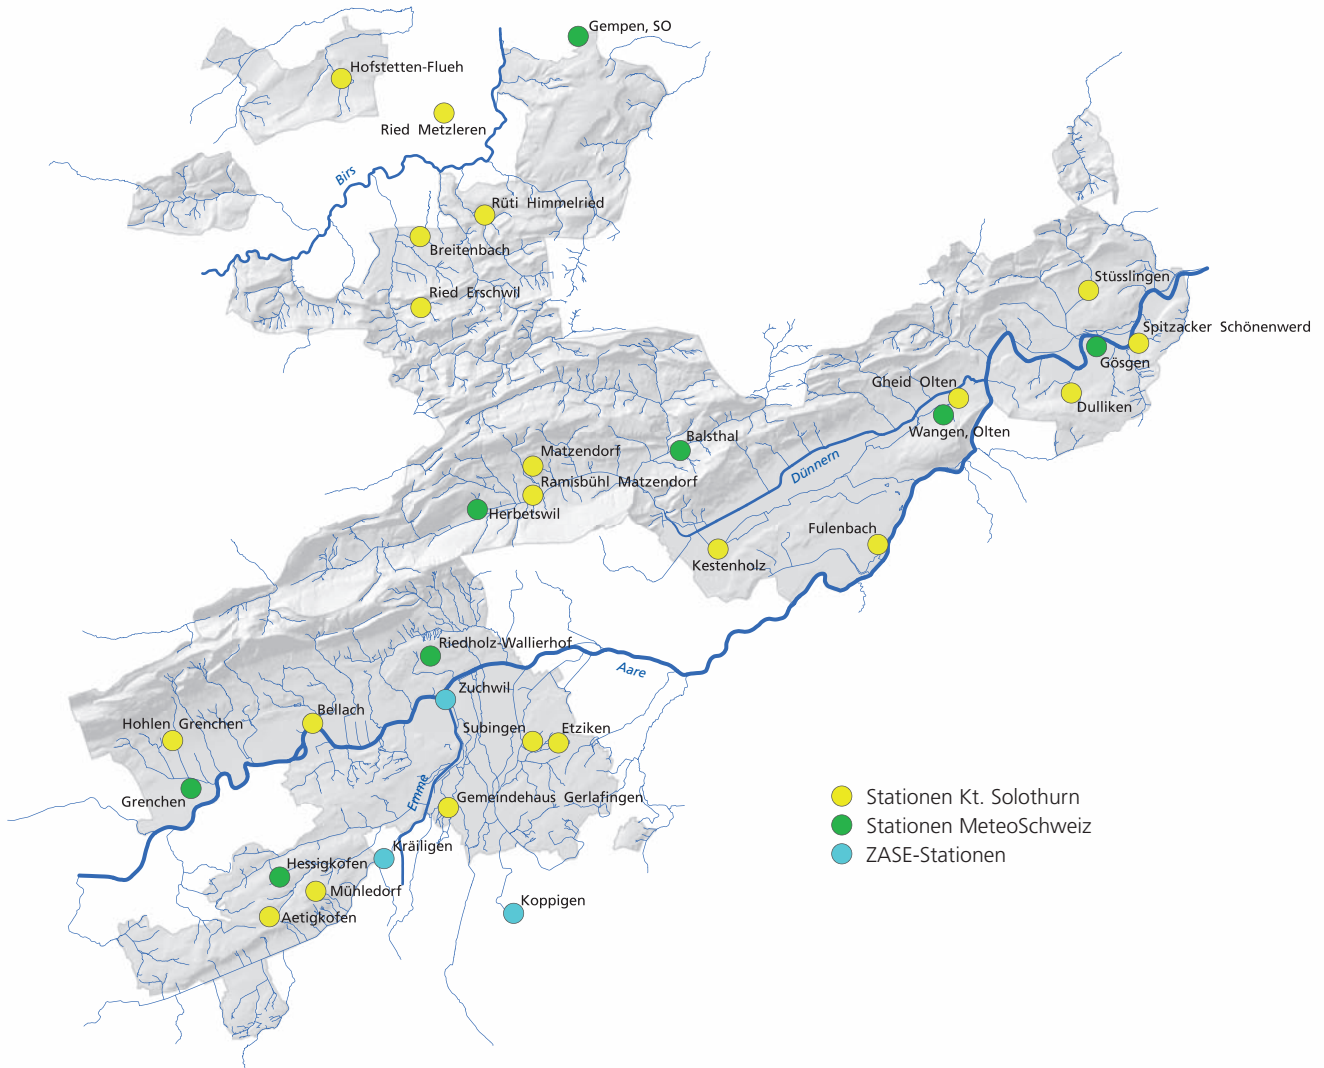 Gempen, SO
Hofstetten-Flueh
Ried Metzleren
Birs
Rüti Himmelried
Breitenbach
Ried Erschwil
Stüsslingen
Spitzacker Schönenwerd
Gösgen
Gheid Olten
Dulliken
Wangen, Olten
Balsthal
Matzendorf
Dünnern
Ramisbühl Matzendorf
Herbetswil
Fulenbach
Kestenholz
Riedholz-Wallierhof
Aare
Zuchwil
Bellach
Hohlen Grenchen
Subingen
Etziken
Emme
Grenchen
Gemeindehaus Gerlafingen
Stationen Kt. Solothurn
Stationen MeteoSchweiz
ZASE-Stationen
Kräiligen
Hessigkofen
Mühledorf
Koppigen
Aetigkofen